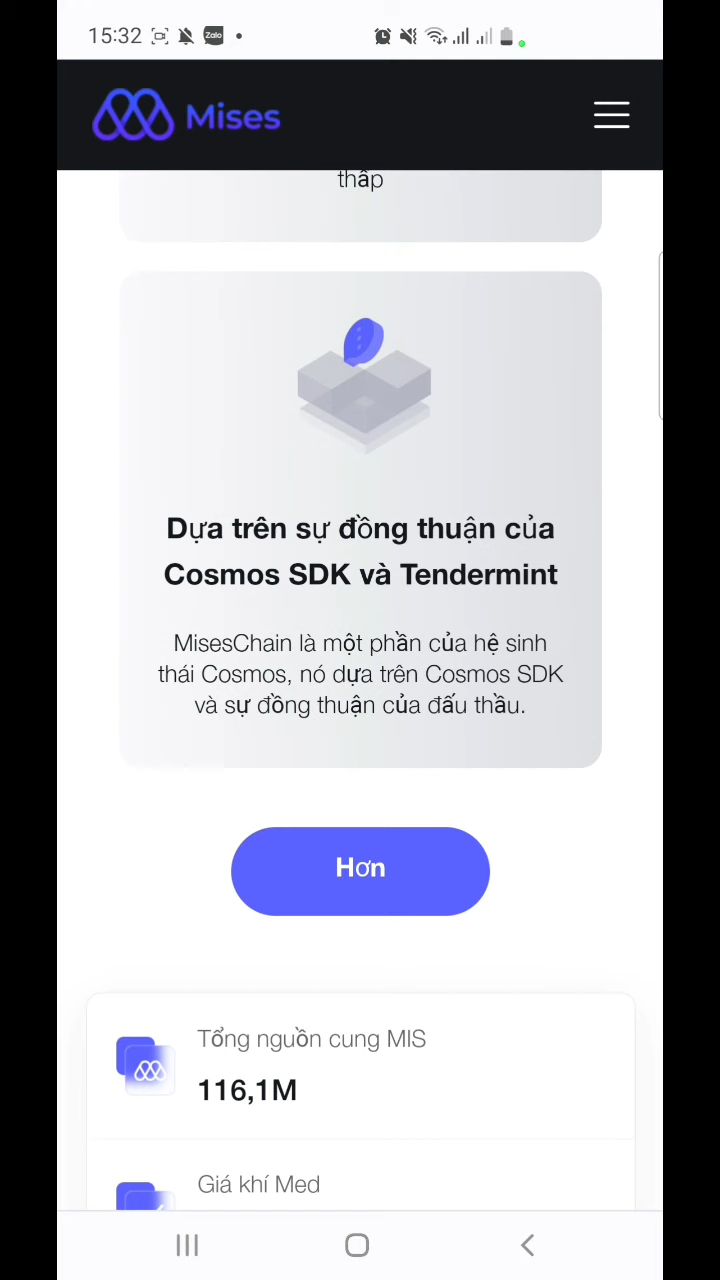 15:32
Zalo
Mises
thấp
Dựa trên sự đồng thuận của
Cosmos SDK và Tendermint
MisesChain là một phần của hệ sinh
thái Cosmos, nó dựa trên Cosmos SDK
và sự đồng thuận của đấu thầu.
Hơn
Tổng nguồn cung MIS
116,1M
Giá khí Med